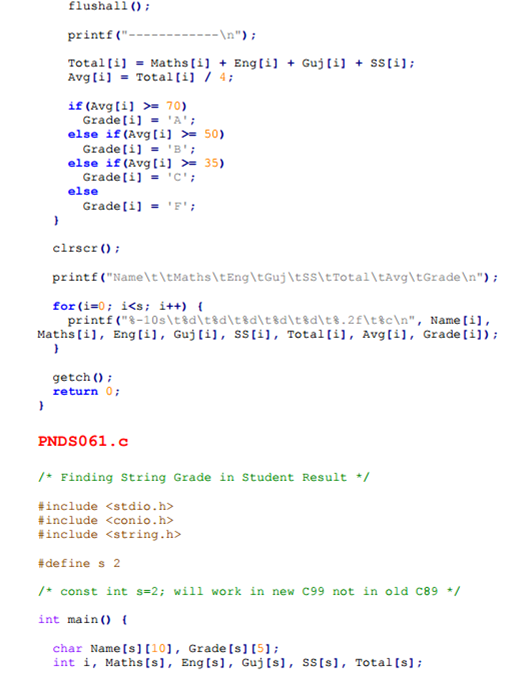 flushall();
printf("------------\n");
Total[i] = Maths[i] + Eng[i] + Guj[i] + SS[i];
Avg[i] = Total[i] / 4;
if(Avg[i] >= 70)
Grade[i] = 'A';
else if(Avg[i] >= 50)
Grade[i] = 'B';
else if(Avg[i] >= 35)
Grade[i] = 'C';
else
Grade[i] = 'F';
}
clrscr();
printf("Name\t\tMaths\tEng\tGuj\tSS\tTotal\tAvg\tGrade\n");
for(i=0; i<s; i++) {
printf("%-10s\t%d\t%d\t%d\t%d\t%d\t%.2f\t%c\n", Name[i],
Maths[i], Eng[i], Guj[i], SS[i], Total[i], Avg[i], Grade[i]);
}
getch();
return 0;
}
PNDS061.c
/* Finding String Grade in Student Result */
#include <stdio.h>
#include <conio.h>
#include <string.h>
#define s 2
/* const int s=2; will work in new C99 not in old C89 */
int main() {
char Name[s][10], Grade[s][5];
int i, Maths[s], Eng[s], Guj[s], SS[s], Total[s];